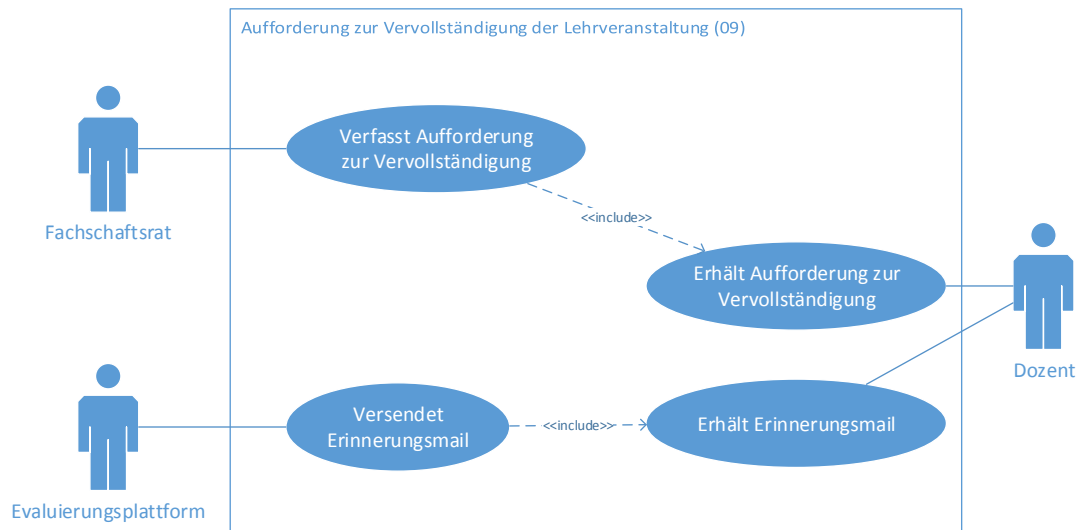 Aufforderung zur Vervollständigung der Lehrveranstaltung (09)
Verfasst Aufforderung
zur Vervollständigung
<<include>>
Fachschaftsrat
Erhält Aufforderung zur
Vervollständigung
Dozent
Versendet
Erinnerungsmail
<<include>>
Erhält Erinnerungsmail
Evaluierungsplattform